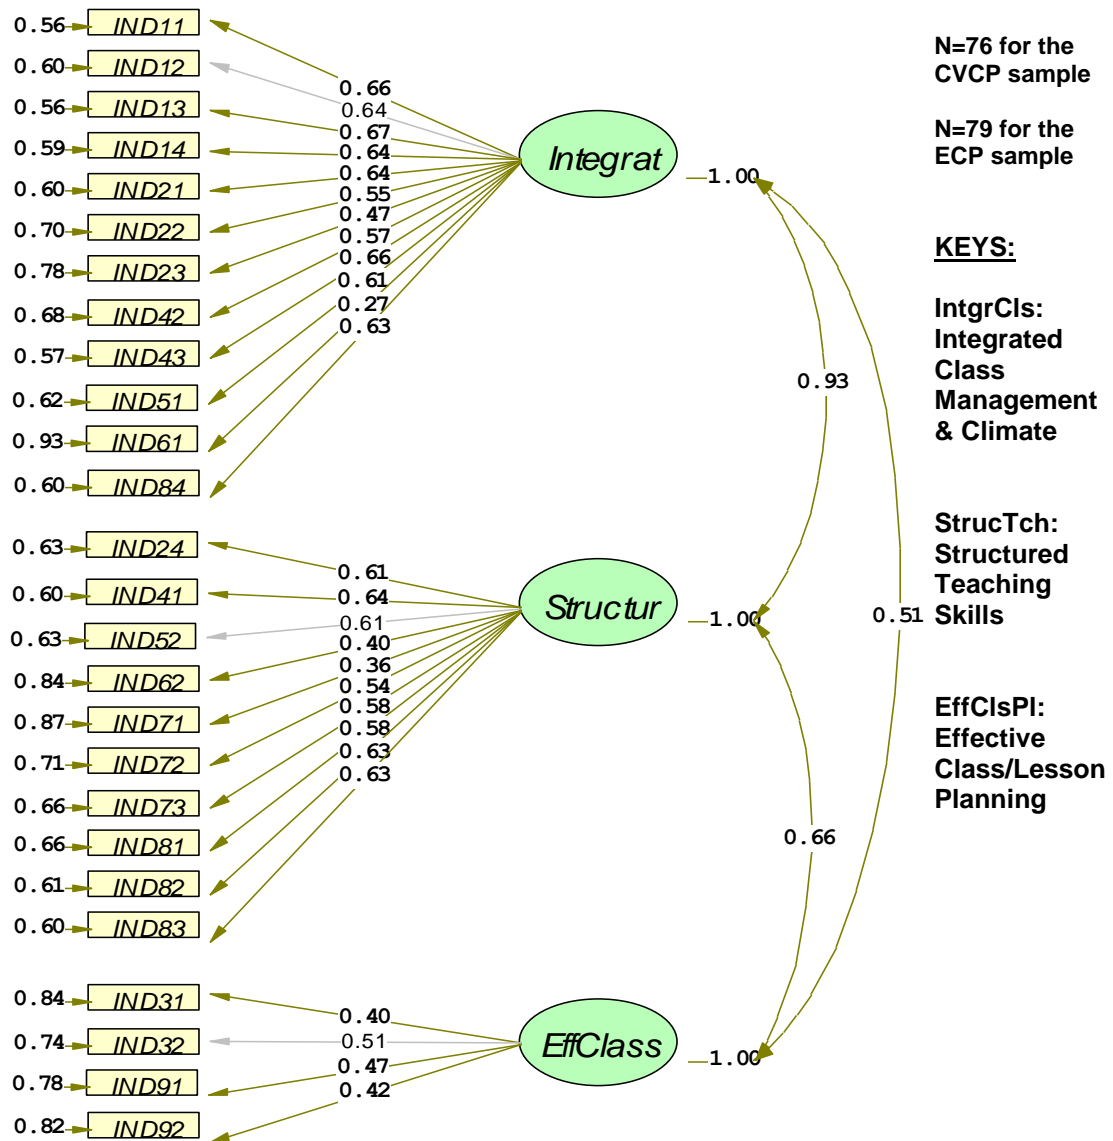 0.56 IND11
0.60 IND12
0.56 IND13
0.59 IND14
0.60 IND21
0.70 IND22
0.78 IND23
0.68 IND42
0.57 IND43
0.62 IND51
0.93 IND61
0.60 IND84
0.66
0.64
0.67
0.64
0.64
0.55
0.47
0.57
0.66
0.61
0.27
0.63
Integrat
1.00
0.63 IND24
0.60 IND41
0.63 IND52
0.84 IND62
0.87 IND71
0.71 IND72
0.66 IND73
0.66 IND81
0.61 IND82
0.60 IND83
0.61
0.64
0.61
0.40
0.36
0.54
0.58
0.58
0.63
0.63
Structur
1.00
0.84 IND31
0.74 IND32
0.78 IND91
0.82 IND92
0.40
0.51
0.47
0.42
EffClass
1.00
0.93
0.51
0.66
N=76 for the
CVCP sample
N=79 for the
ECP sample
KEYS:
IntgrCls:
Integrated
Class
Management
& Climate
StrucTch:
Structured
Teaching
Skills
EffClsPl:
Effective
Class/Lesson
Planning